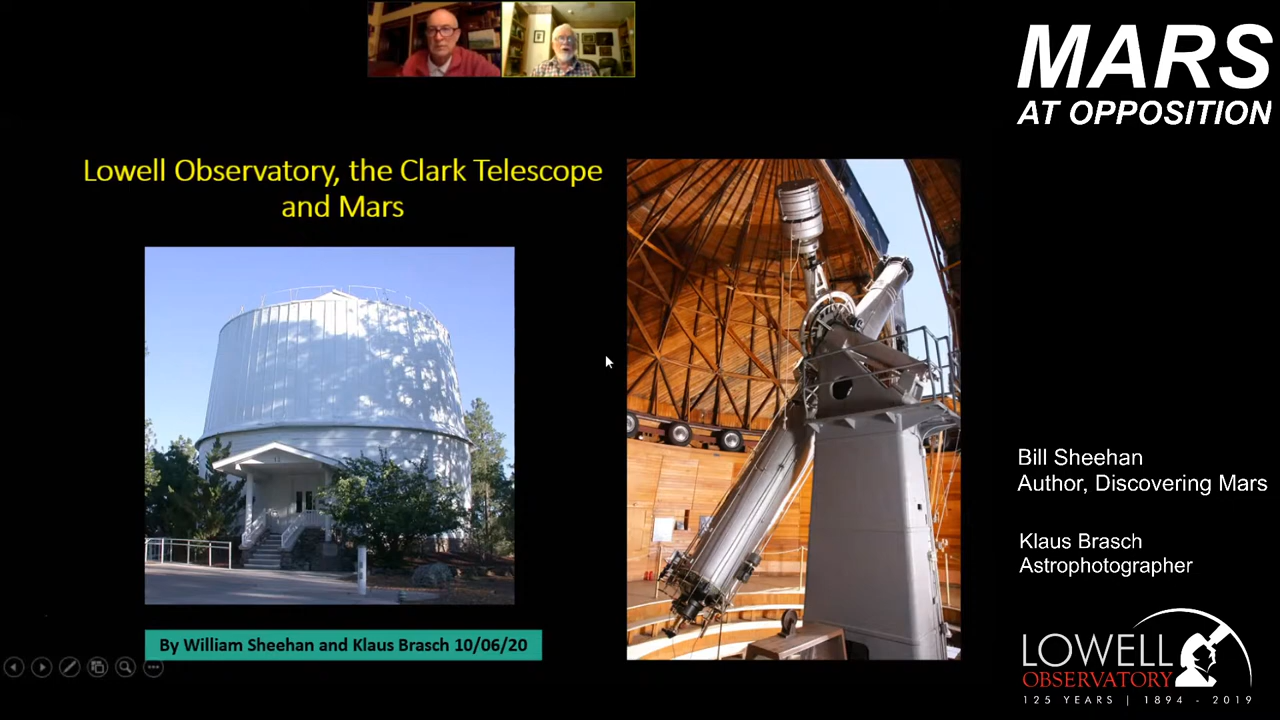 MARS
AT OPPOSITION
Lowell Observatory, the Clark Telescope
and Mars
By William Sheehan and Klaus Brasch 10/06/20
Bill Sheehan
Author, Discovering Mars
Klaus Brasch
Astrophotographer
LOWELL
OBSERVATORY
125 YEARS | 1894 - 2019